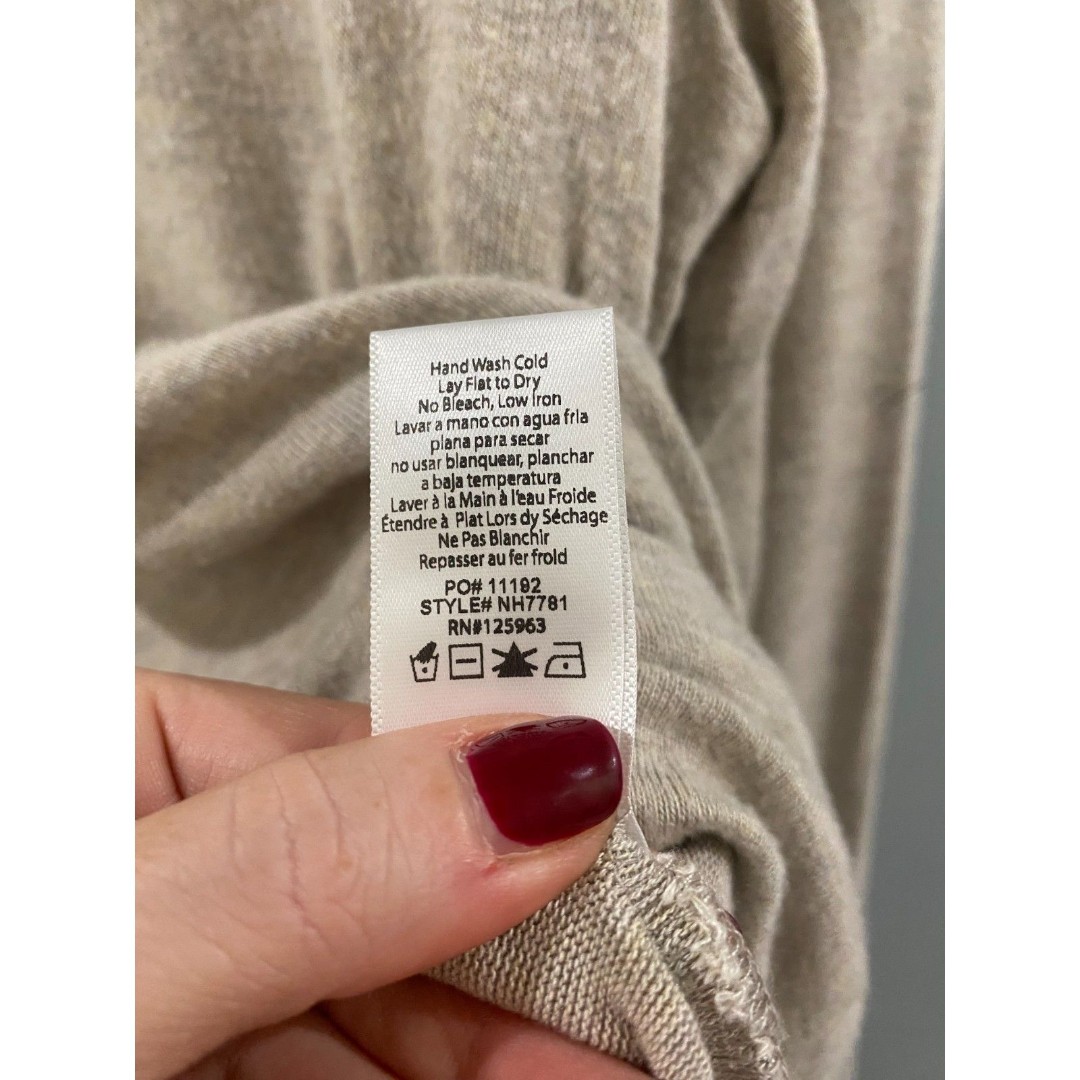 Hand Wash Cold
Lay Flat to Dry
No Bleach, Low Iron
Lavar a mano con agua fria
plana para secar
no usar blanquear, planchar
a baja temperatura
Laver à la Main à l'eau Froide
Étendre à Plat Lors dy Séchage
Ne Pas Blanchir
Repasser au fer froid
PO# 11192
STYLE# NH7781
RN#125963